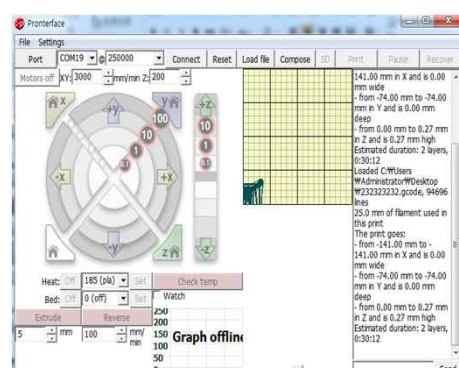 Pronterface
File Settings
Port COM19 @ 250000 Connect Reset Load file Compose SD Print Pause Recover
Motors off XY: 3000 mm/min Z: 200
X +y y +Z
100
10
1
0.1
10
1
0.1
-X +X
-y Z -Z
Heat: Off 185 (pla) Set Check temp
Bed: Off 0 (off) Set Watch
Extrude Reverse
5 mm 100 mm/
min
250
200
150
100
50
Graph offline
141.00 mm in X and is 0.00
mm wide
- from -74.00 mm to -74.00
mm in Y and is 0.00 mm
deep
- from 0.00 mm to 0.27 mm
in Z and is 0.27 mm high
Estimated duration: 2 layers,
0:30:12
Loaded C:₩Users
₩Administrator₩Desktop
₩232323232.gcode, 94696
lines
25.0 mm of filament used in
this print
The print goes:
- from -141.00 mm to -
141.00 mm in X and is 0.00
mm wide
- from -74.00 mm to -74.00
mm in Y and is 0.00 mm
deep
- from 0.00 mm to 0.27 mm
in Z and is 0.27 mm high
Estimated duration: 2 layers,
0:30:12
Send